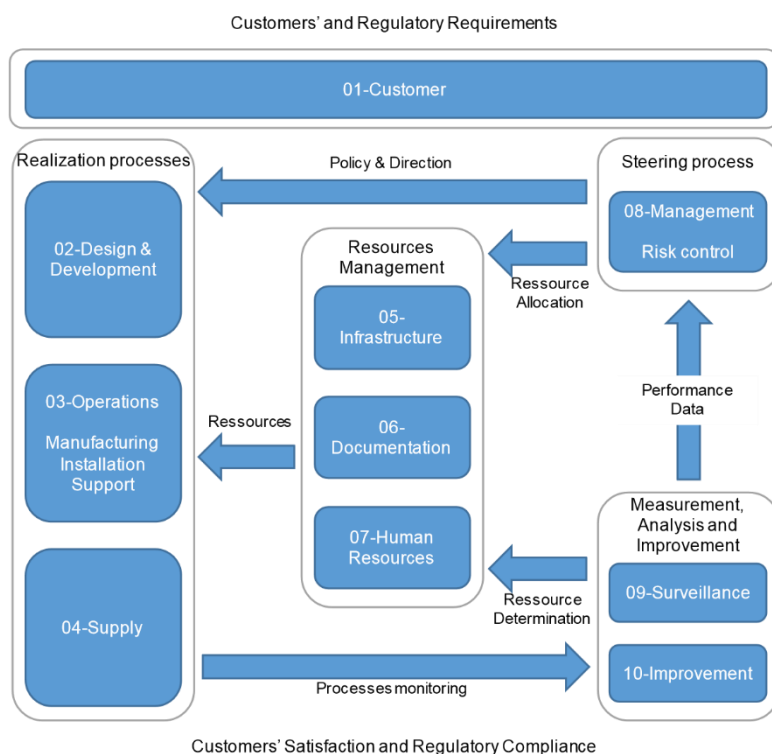 Customers' and Regulatory Requirements
01-Customer
Realization processes
02-Design &
Development
03-Operations
Manufacturing
Installation
Support
04-Supply
Policy & Direction
Steering process
08-Management
Risk control
Resources
Management
05-
Infrastructure
06-
Documentation
07-Human
Resources
Ressource
Allocation
Ressources
Performance
Data
Measurement,
Analysis and
Improvement
09-Surveillance
10-Improvement
Ressource
Determination
Processes monitoring
Customers' Satisfaction and Regulatory Compliance